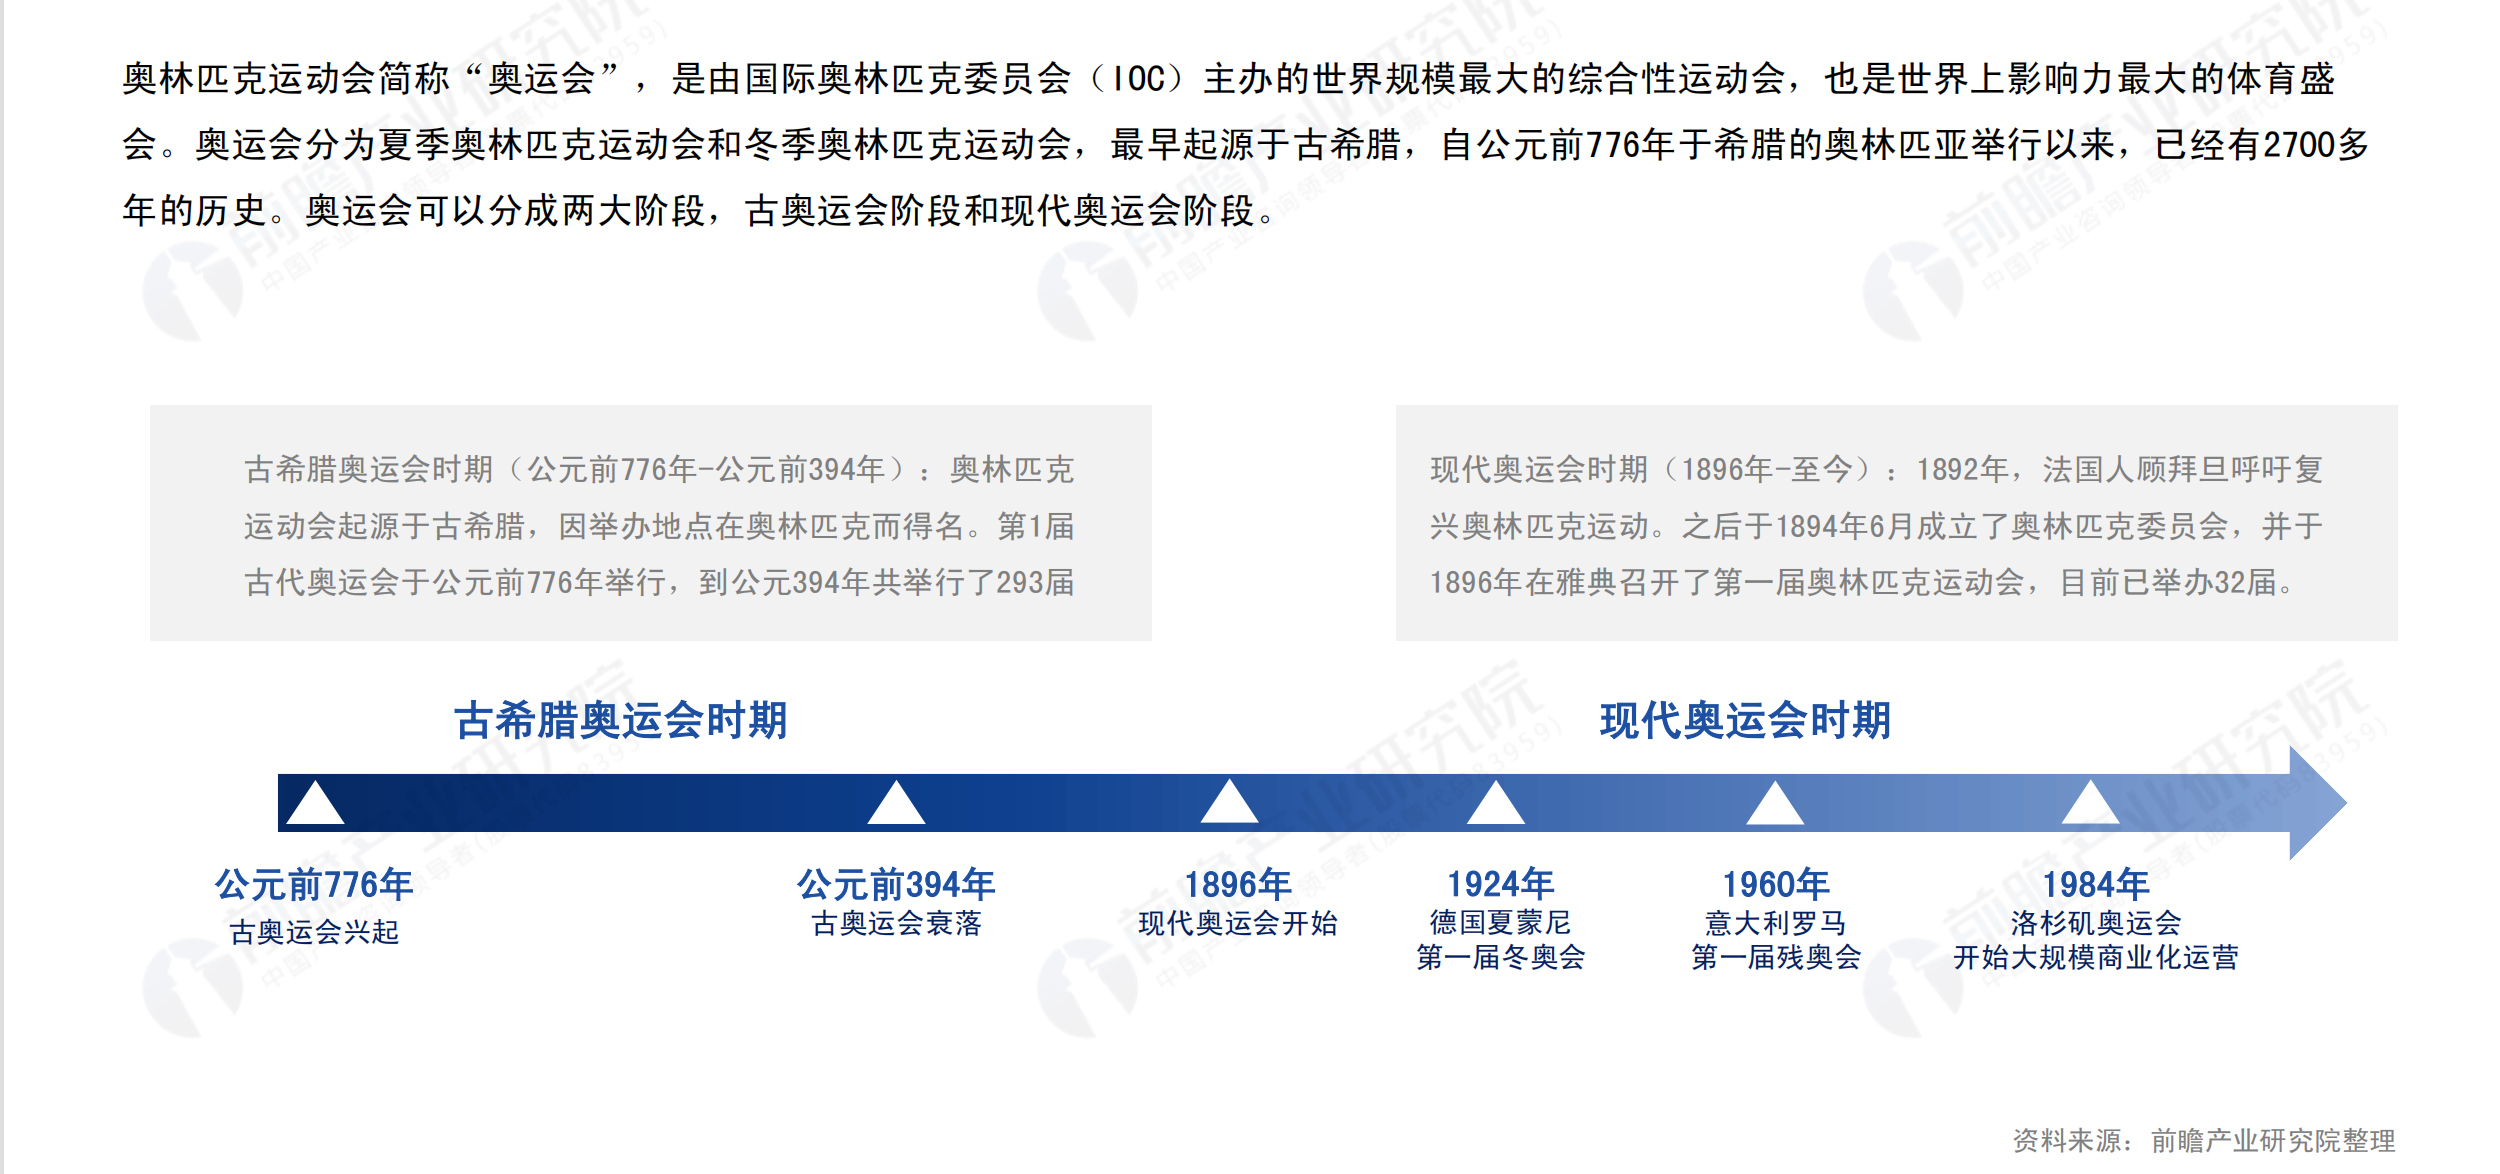 奥林匹克运动会简称“奥运会”，是由国际奥林匹克委员会（IOC）主办的世界规模最大的综合性运动会，也是世界上影响力最大的体育盛
会。奥运会分为夏季奥林匹克运动会和冬季奥林匹克运动会，最早起源于古希腊，自公元前776年于希腊的奥林匹亚举行以来，已经有2700多
年的历史。奥运会可以分成两大阶段，古奥运会阶段和现代奥运会阶段。
古希腊奥运会时期（公元前776年-公元前394年）：奥林匹克
运动会起源于古希腊，因举办地点在奥林匹克而得名。第1届
古代奥运会于公元前776年举行，到公元394年共举行了293届
现代奥运会时期（1896年-至今）：1892年，法国人顾拜旦呼吁复
兴奥林匹克运动。之后于1894年6月成立了奥林匹克委员会，并于
1896年在雅典召开了第一届奥林匹克运动会，目前已举办32届。
古希腊奥运会时期
现代奥运会时期
公元前776年
古奥运会兴起
公元前394年
古奥运会衰落
1896年
现代奥运会开始
1924年
德国夏蒙尼
第一届冬奥会
1960年
意大利罗马
第一届残奥会
1984年
洛杉矶奥运会
开始大规模商业化运营
资料来源：前瞻产业研究院整理
前瞻产业研究院